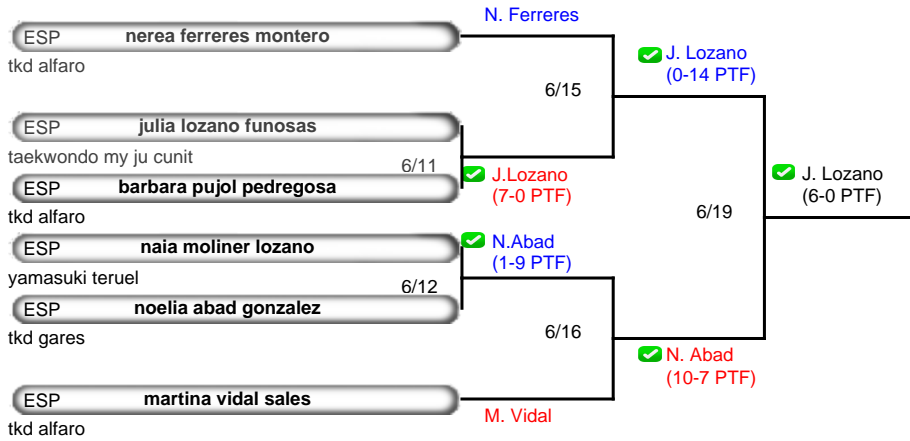 N. Ferreres
ESP nerea ferreres montero
tkd alfaro
J. Lozano
(0-14 PTF)
6/15
ESP julia lozano funosas
taekwondo my ju cunit
6/11
ESP barbara pujol pedregosa
tkd alfaro
J.Lozano
(7-0 PTF)
J. Lozano
(6-0 PTF)
6/19
ESP naia moliner lozano
yamasuki teruel
N.Abad
(1-9 PTF)
6/12
ESP noelia abad gonzalez
tkd gares
6/16
N. Abad
(10-7 PTF)
ESP martina vidal sales
tkd alfaro
M. Vidal